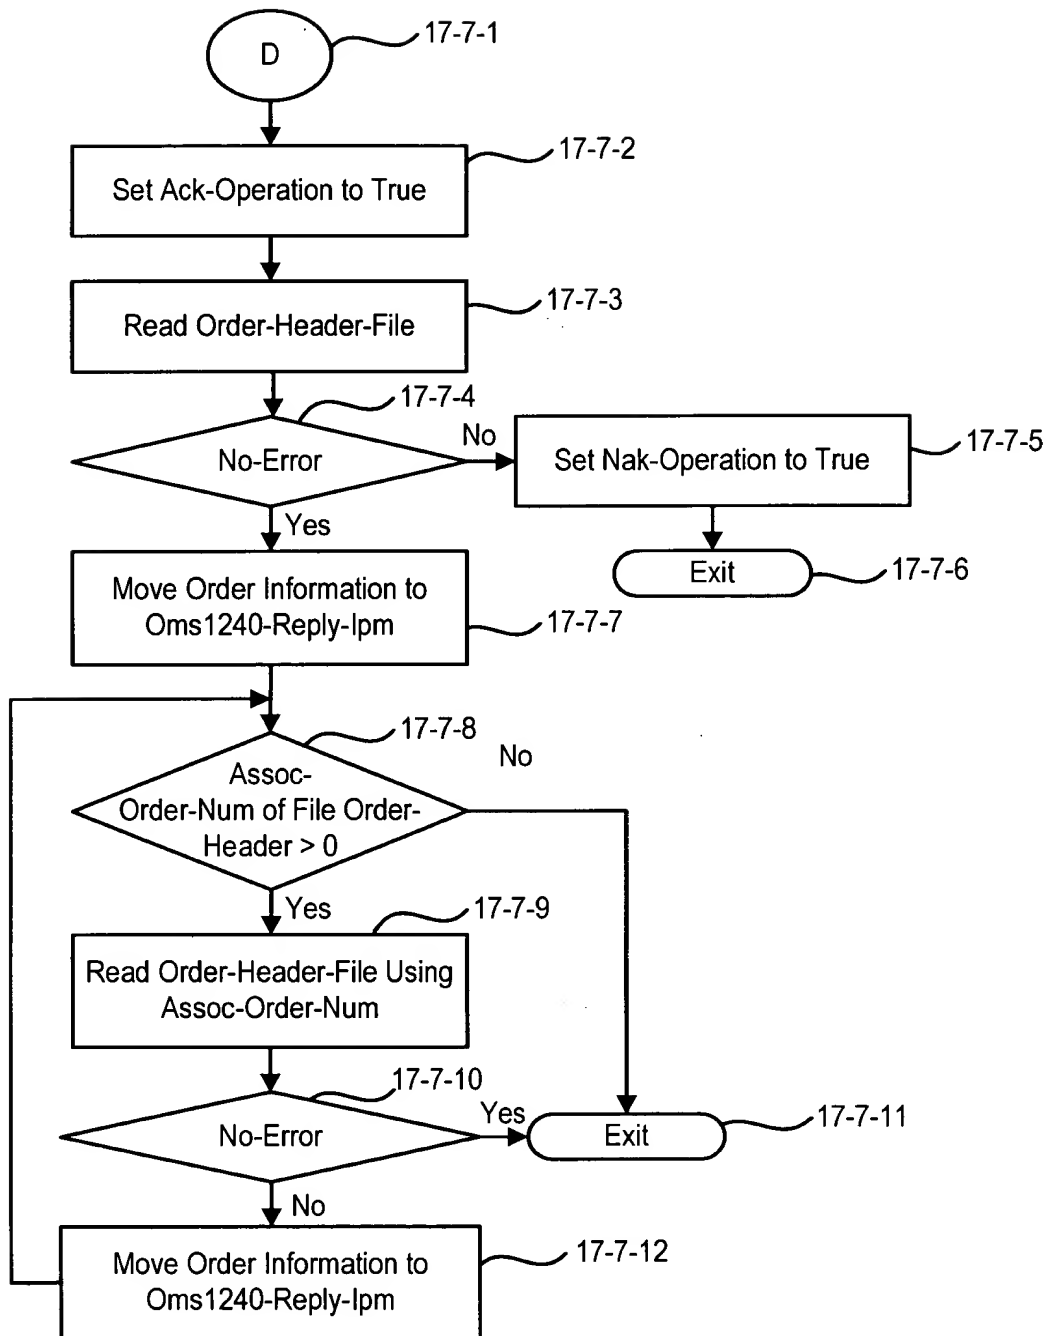 D
17-7-1
17-7-2
Set Ack-Operation to True
17-7-3
Read Order-Header-File
17-7-4
No-Error
No
Set Nak-Operation to True
17-7-5
Yes
Exit
17-7-6
Move Order Information to
Oms1240-Reply-Ipm
17-7-7
17-7-8
No
Assoc-
Order-Num of File Order-
Header > 0
Yes
17-7-9
Read Order-Header-File Using
Assoc-Order-Num
17-7-10
No-Error
Yes
Exit
17-7-11
No
Move Order Information to
Oms1240-Reply-Ipm
17-7-12